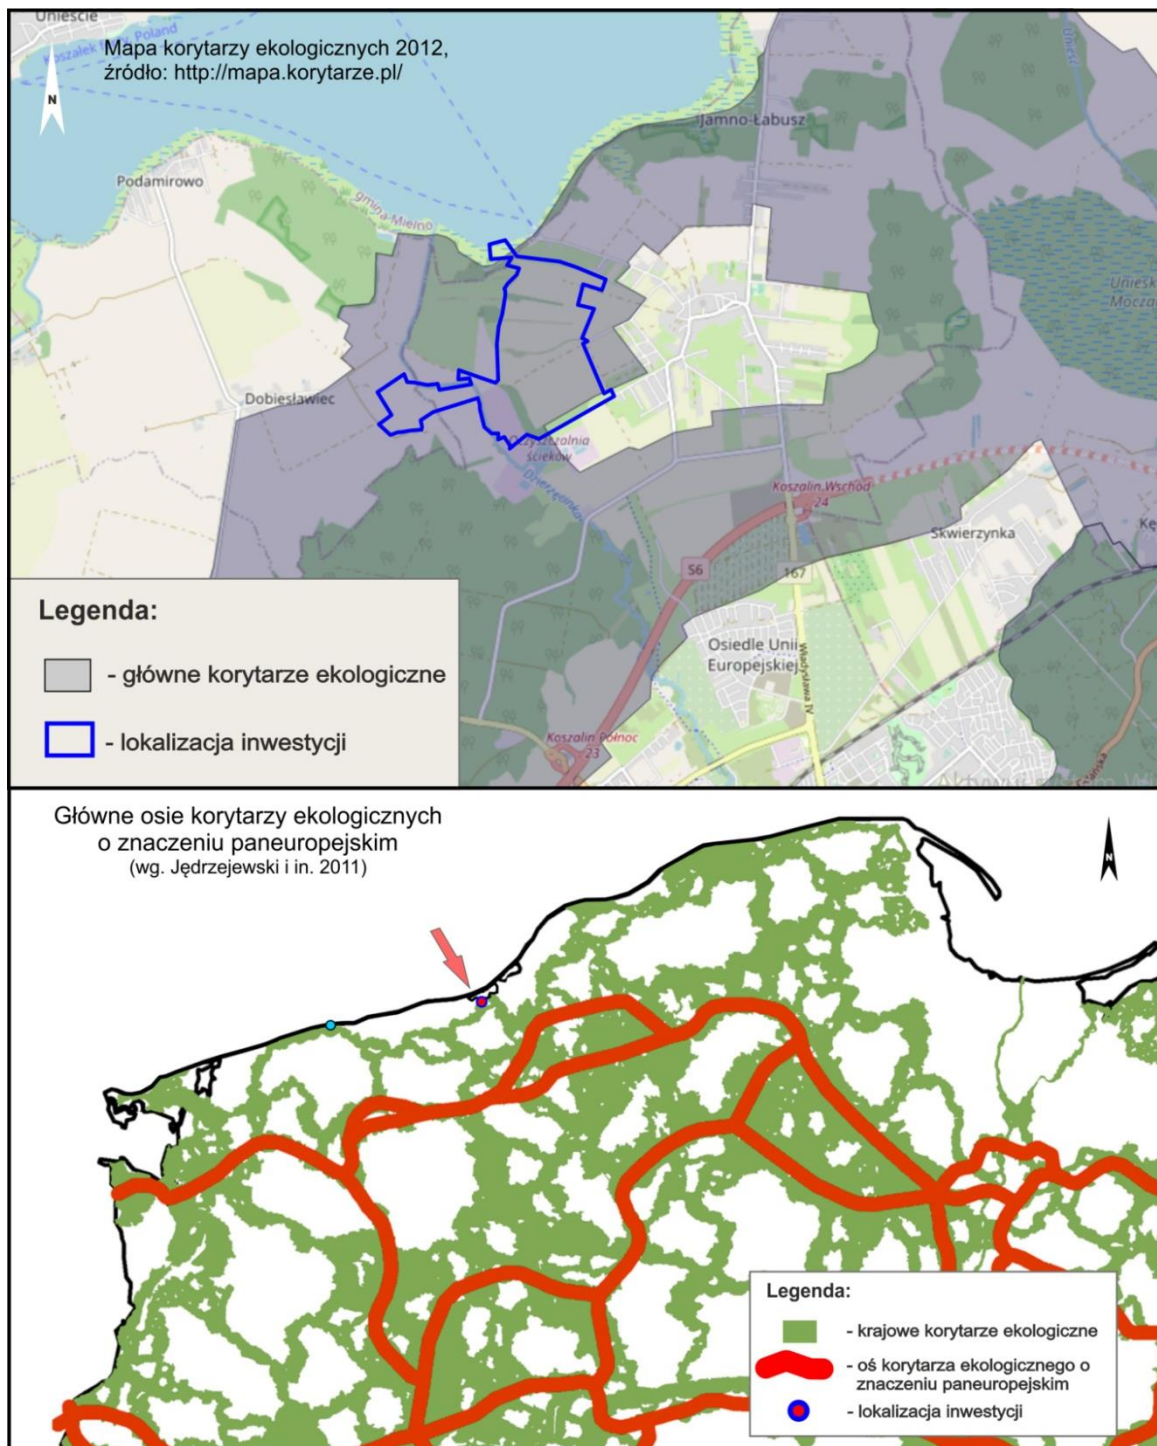 Unieście
Mapa korytarzy ekologicznych 2012,
źródło: http://mapa.korytarze.pl/
N
Podamirowo
gmina Mielno
Jamno-Łabusz
Dobiesławiec
Oczyszczalnia
ścieków
Dzierżęcinka
Koszalin Wschód
24
Skwierzynka
S6
167
Osiedle Unii
Europejskiej
Władysława IV
Koszalin Północ
23
Legenda:
- główne korytarze ekologiczne
- lokalizacja inwestycji
Główne osie korytarzy ekologicznych
o znaczeniu paneuropejskim
(wg. Jędrzejewski i in. 2011)
N
Legenda:
- krajowe korytarze ekologiczne
- oś korytarza ekologicznego o
znaczeniu paneuropejskim
- lokalizacja inwestycji